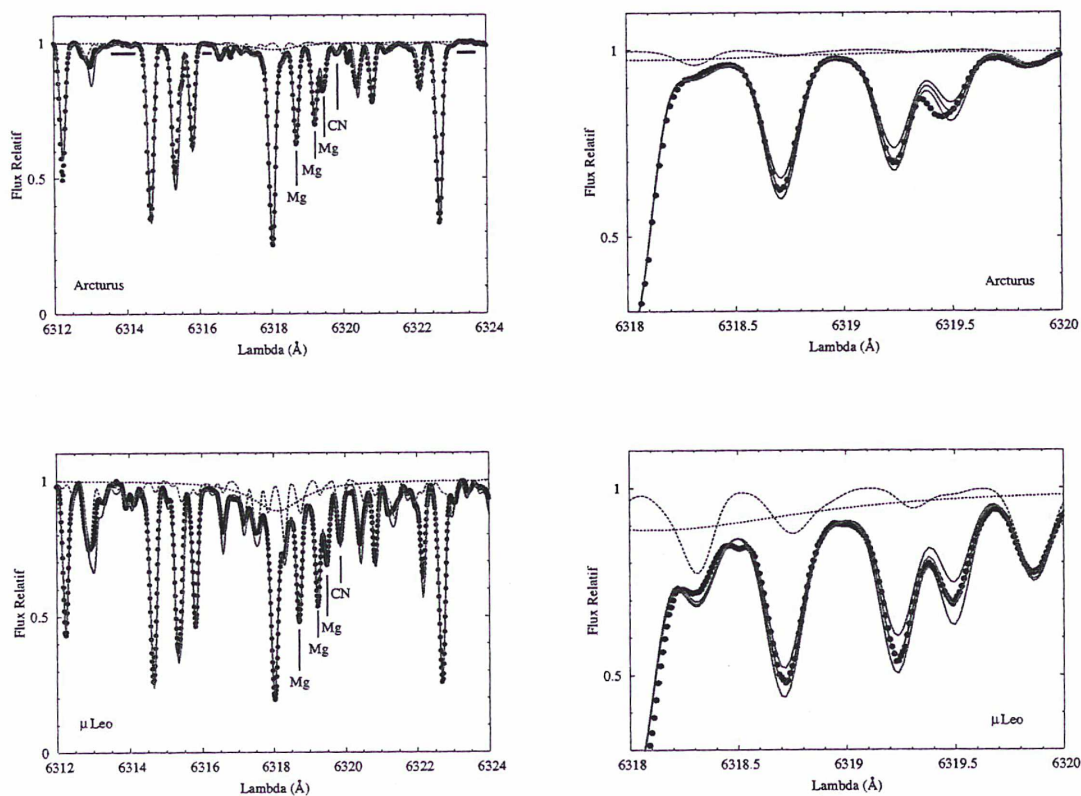 1
Flux Relatif
0.5
0
CN
Mg
Mg
Mg
Arcturus
6312
6314
6316
6318
6320
6322
6324
Lambda (Å)
1
Flux Relatif
0.5
Arcturus
6318
6318.5
6319
6319.5
6320
Lambda (Å)
1
Flux Relatif
0.5
0
CN
Mg
Mg
Mg
μ Leo
6312
6314
6316
6318
6320
6322
6324
Lambda (Å)
1
Flux Relatif
0.5
μ Leo
6318
6318.5
6319
6319.5
6320
Lambda (Å)